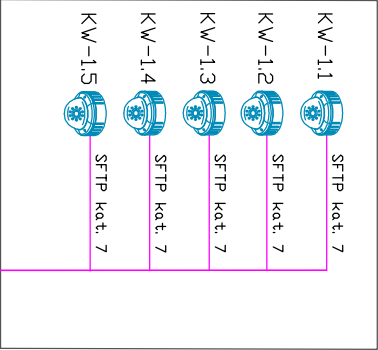 KW-1.1
SFTP kat. 7
KW-1.2
SFTP kat. 7
KW-1.3
SFTP kat. 7
KW-1.4
SFTP kat. 7
KW-1.5
SFTP kat. 7